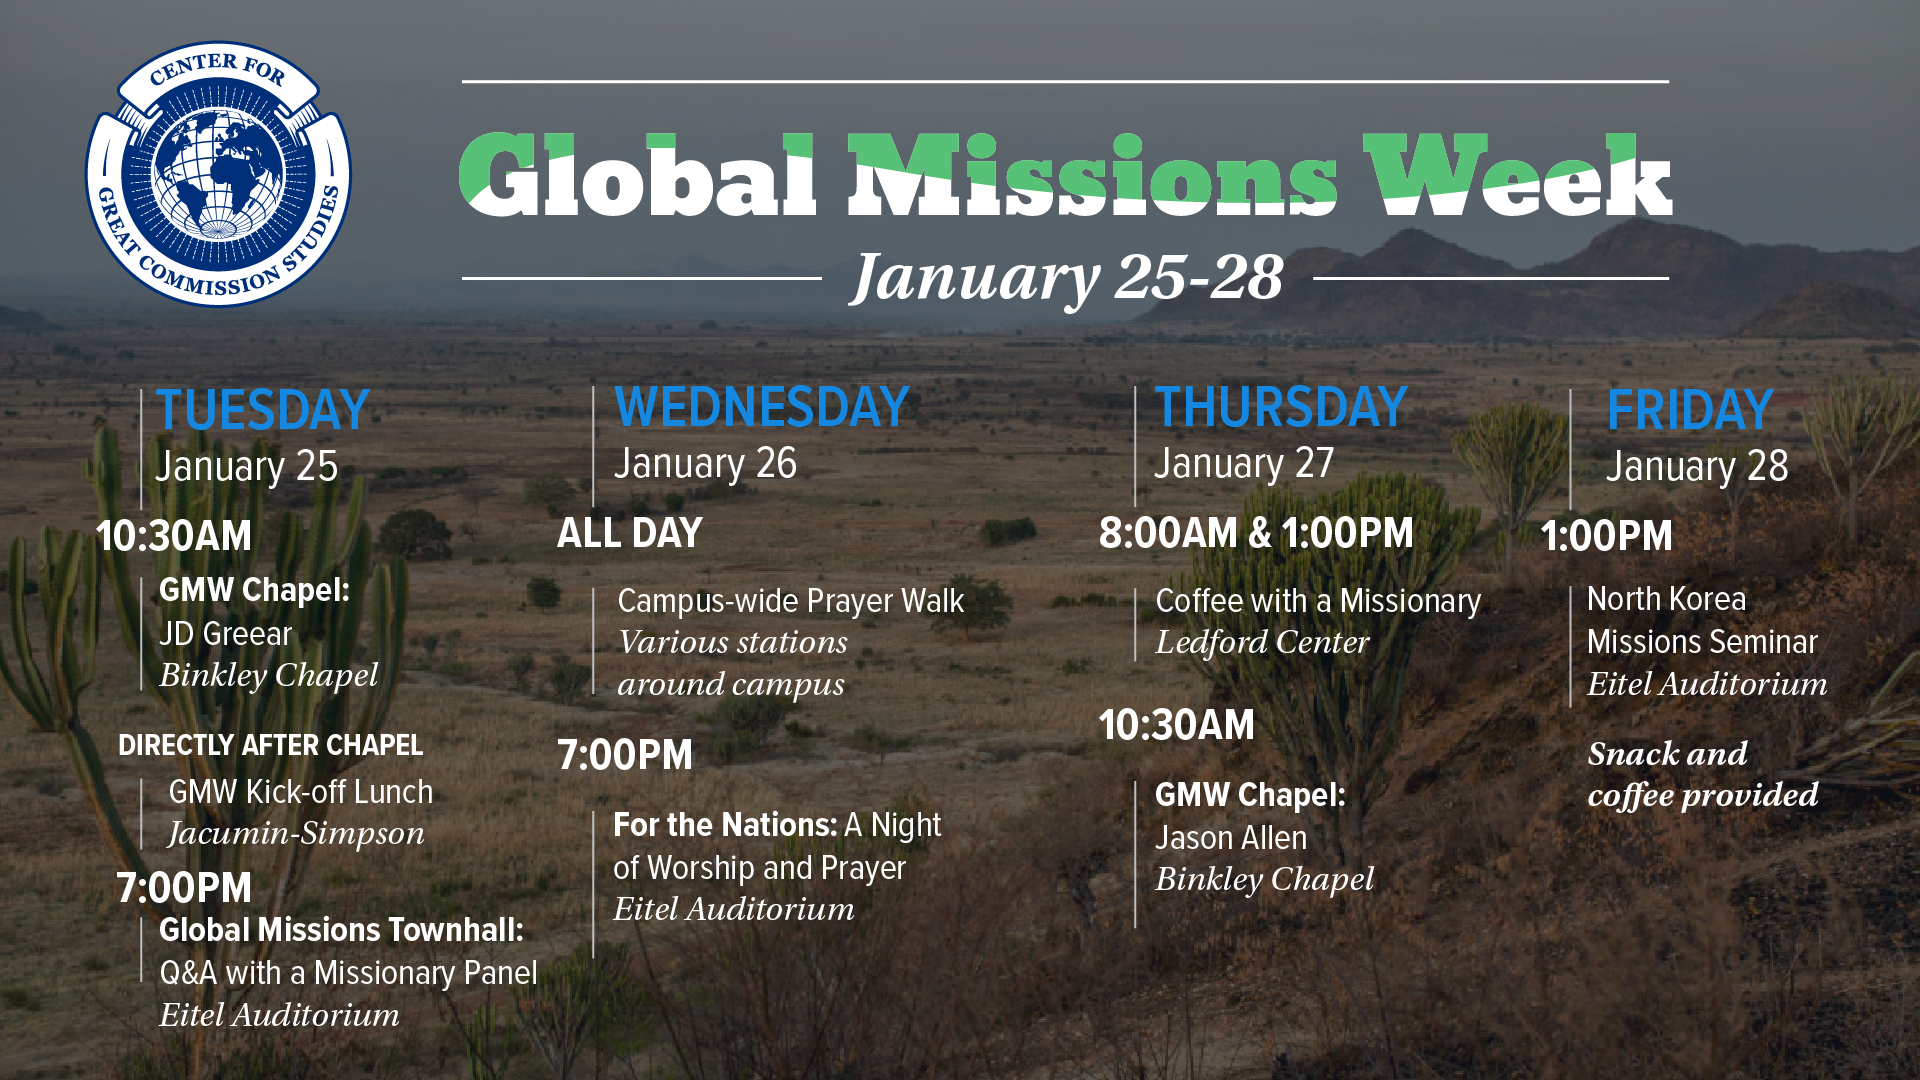 CENTER FOR
GREAT COMMISSION STUDIES
Global Missions Week
January 25-28
TUESDAY
January 25
10:30AM
GMW Chapel:
JD Greear
Binkley Chapel
DIRECTLY AFTER CHAPEL
GMW Kick-off Lunch
Jacumin-Simpson
7:00PM
Global Missions Townhall:
Q&A with a Missionary Panel
Eitel Auditorium
WEDNESDAY
January 26
ALL DAY
Campus-wide Prayer Walk
Various stations
around campus
7:00PM
For the Nations: A Night
of Worship and Prayer
Eitel Auditorium
THURSDAY
January 27
8:00AM & 1:00PM
Coffee with a Missionary
Ledford Center
10:30AM
GMW Chapel:
Jason Allen
Binkley Chapel
FRIDAY
January 28
1:00PM
North Korea
Missions Seminar
Eitel Auditorium
Snack and
coffee provided